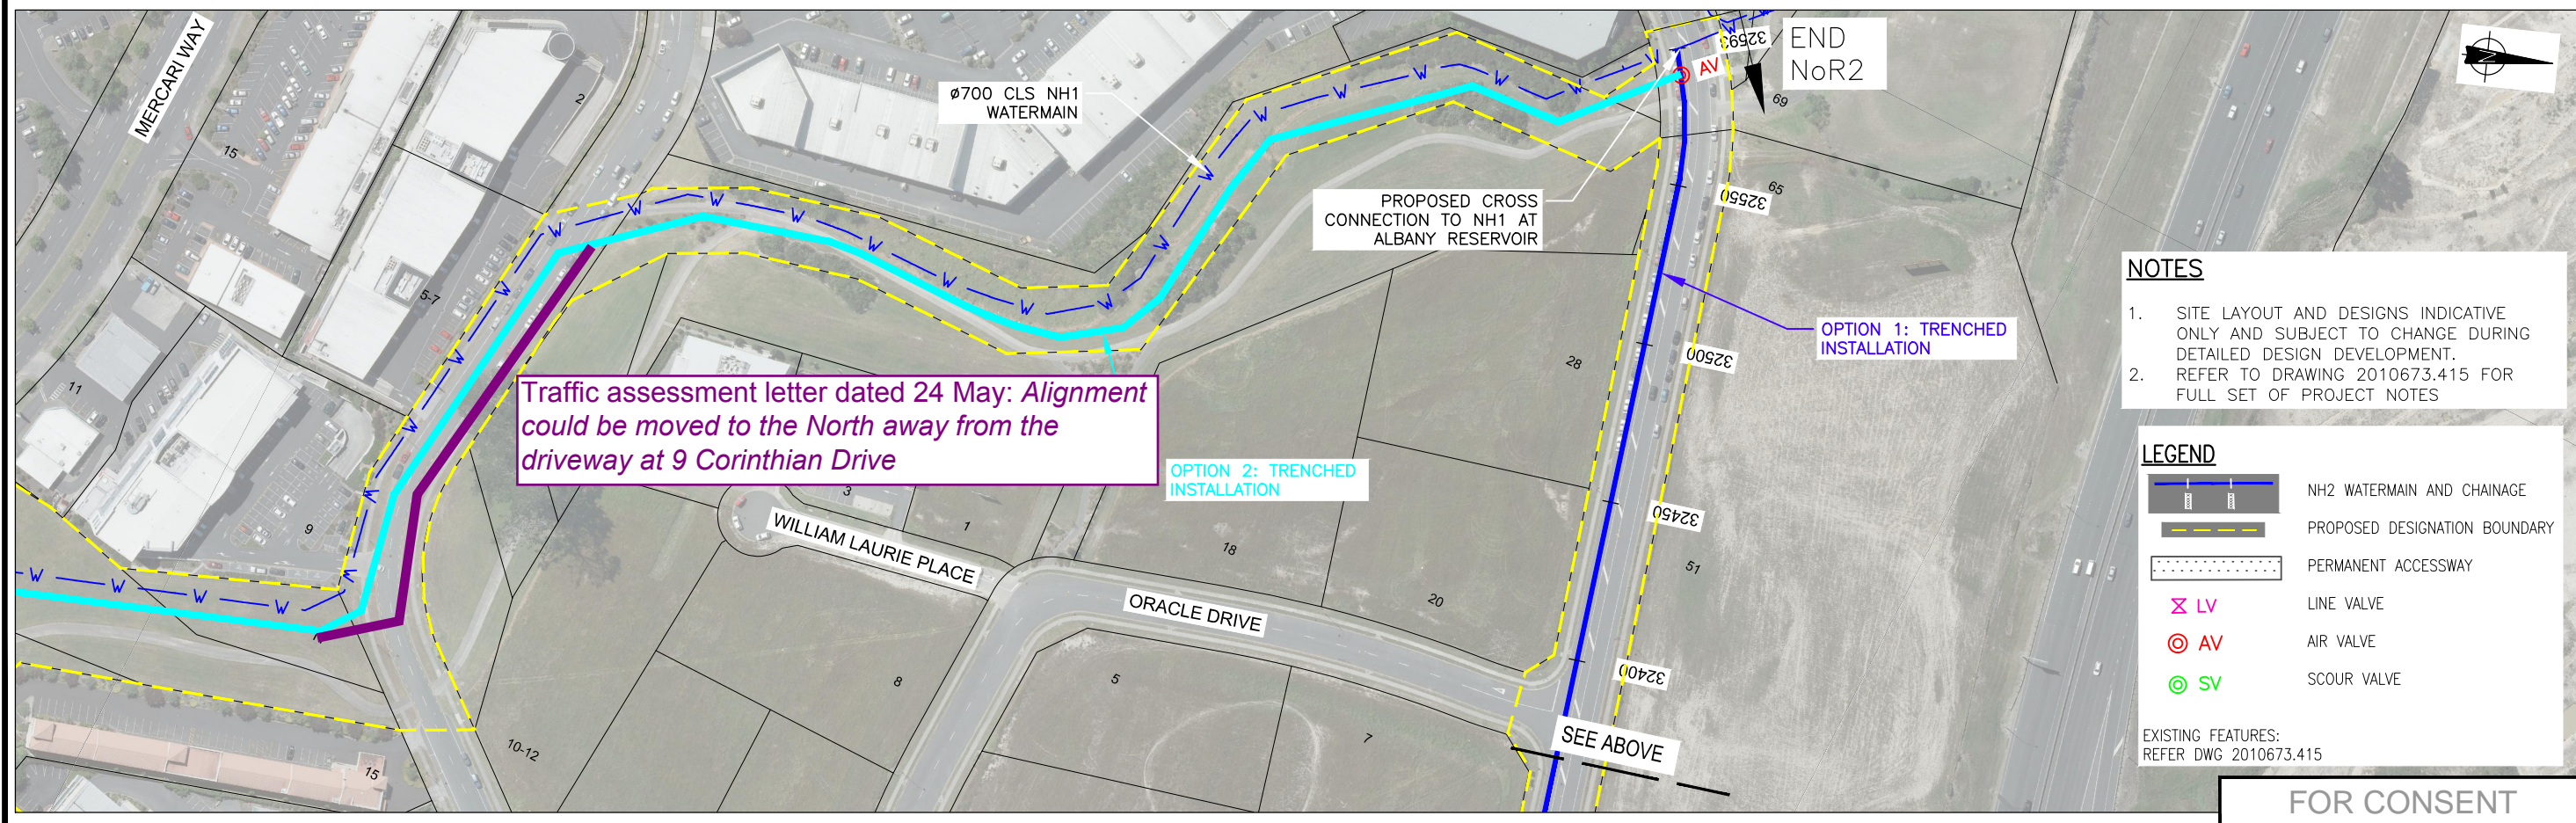 MERCARI WAY
15
2
5-7
11
9
15
10-12
8
5
7
3
1
18
20
28
51
65
69
Ø700 CLS NH1
WATERMAIN
W W W W W W W W W W W W W W W W W W W W W W W W W W
PROPOSED CROSS
CONNECTION TO NH1 AT
ALBANY RESERVOIR
AV
32593
END
NoR2
32550
32500
32450
32400
OPTION 1: TRENCHED
INSTALLATION
Traffic assessment letter dated 24 May: Alignment
could be moved to the North away from the
driveway at 9 Corinthian Drive
OPTION 2: TRENCHED
INSTALLATION
WILLIAM LAURIE PLACE
ORACLE DRIVE
SEE ABOVE
NOTES
1. SITE LAYOUT AND DESIGNS INDICATIVE
ONLY AND SUBJECT TO CHANGE DURING
DETAILED DESIGN DEVELOPMENT.
2. REFER TO DRAWING 2010673.415 FOR
FULL SET OF PROJECT NOTES
LEGEND
NH2 WATERMAIN AND CHAINAGE
PROPOSED DESIGNATION BOUNDARY
PERMANENT ACCESSWAY
LV LINE VALVE
AV AIR VALVE
SV SCOUR VALVE
EXISTING FEATURES:
REFER DWG 2010673.415
FOR CONSENT